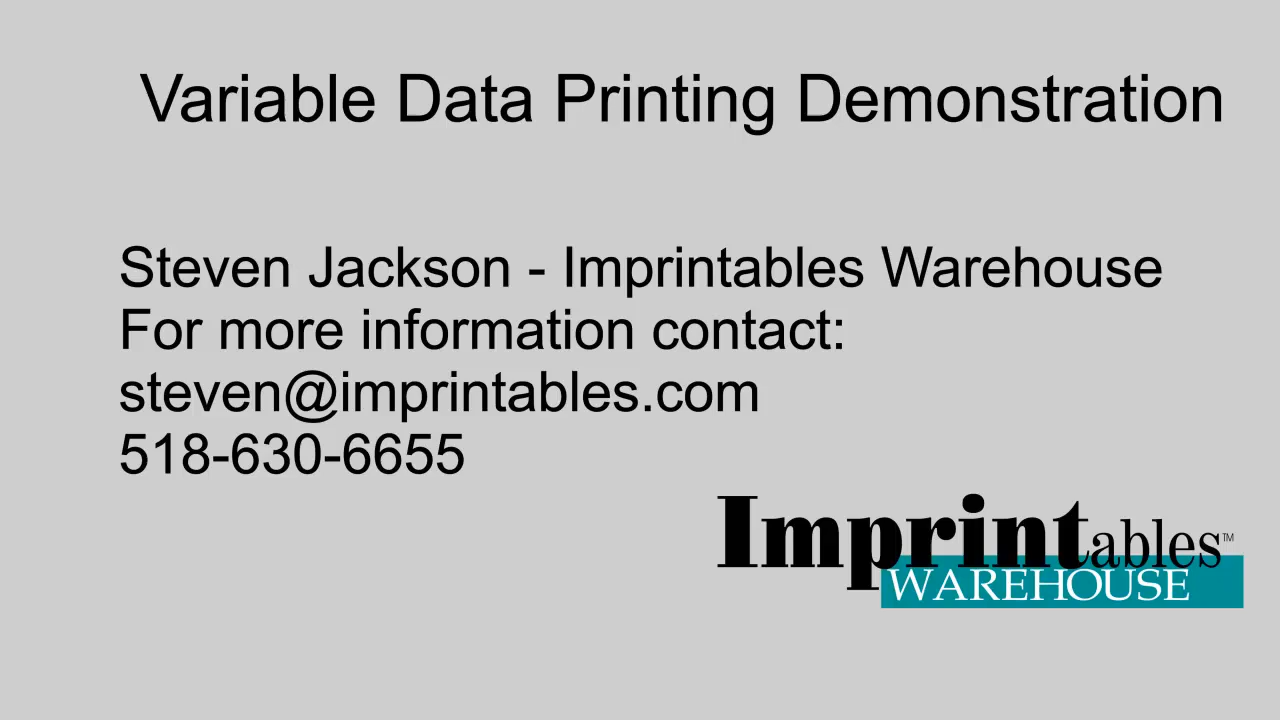 Variable Data Printing Demonstration
Steven Jackson - Imprintables Warehouse
For more information contact:
steven@imprintables.com
518-630-6655
Imprintables™
WAREHOUSE